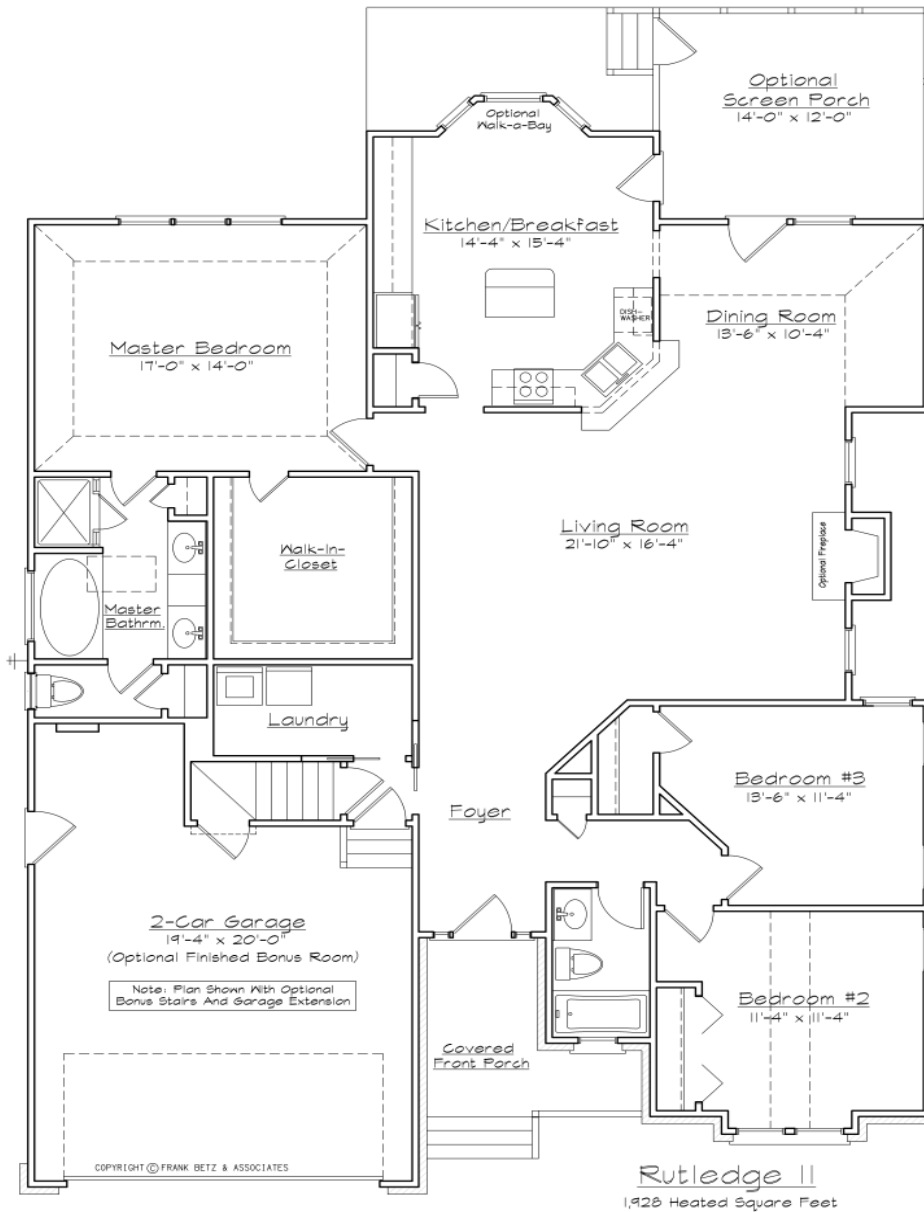 Optional
Screen Porch
14'-0" x 12'-0"
Optional
Walk-a-Bay
Kitchen/Breakfast
14'-4" x 15'-4"
DISH-
WASHER
Dining Room
13'-6" x 10'-4"
Master Bedroom
17'-0" x 14'-0"
Living Room
21'-10" x 16'-4"
Optional Fireplace
Walk-In-
Closet
Master
Bathrm.
Laundry
Bedroom #3
13'-6" x 11'-4"
Foyer
2-Car Garage
19'-4" x 20'-0"
(Optional Finished Bonus Room)
Note: Plan Shown With Optional
Bonus Stairs And Garage Extension
Bedroom #2
11'-4" x 11'-4"
Covered
Front Porch
COPYRIGHT © FRANK BETZ & ASSOCIATES
Rutledge II
1,928 Heated Square Feet